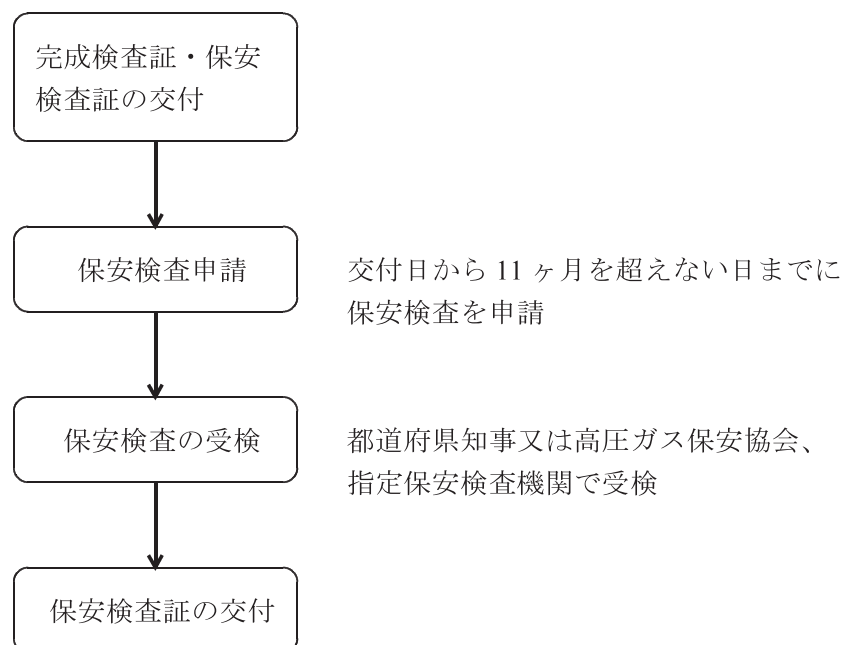 完成検査証・保安
検査証の交付
保安検査申請
交付日から 11 ヶ月を超えない日までに
保安検査を申請
保安検査の受検
都道府県知事又は高圧ガス保安協会、
指定保安検査機関で受検
保安検査証の交付